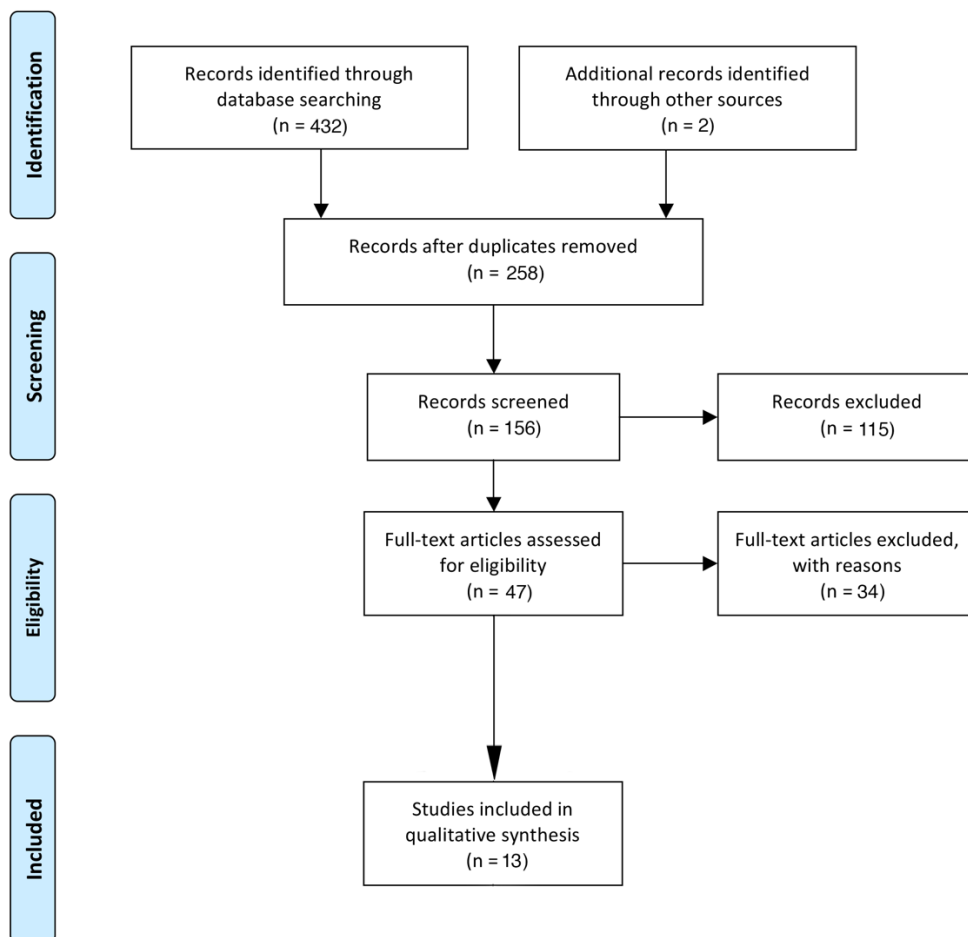 Identification
Records identified through
database searching
(n = 432)
Additional records identified
through other sources
(n = 2)
Records after duplicates removed
(n = 258)
Screening
Records screened
(n = 156)
Records excluded
(n = 115)
Eligibility
Full-text articles assessed
for eligibility
(n = 47)
Full-text articles excluded,
with reasons
(n = 34)
Included
Studies included in
qualitative synthesis
(n = 13)